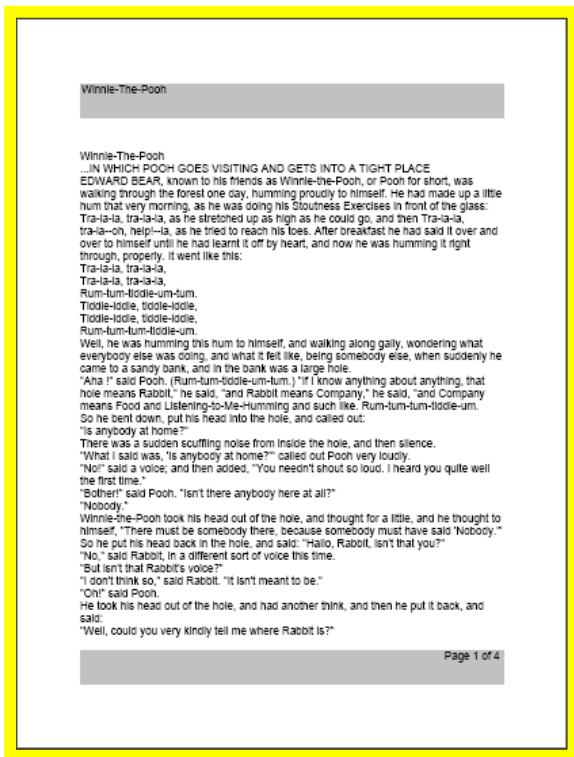 Winnie-The-Pooh
Winnie-The-Pooh
...IN WHICH POOH GOES VISITING AND GETS INTO A TIGHT PLACE
EDWARD BEAR, known to his friends as Winnie-the-Pooh, or Pooh for short, was
walking through the forest one day, humming proudly to himself. He had made up a little
hum that very morning, as he was doing his Stoutness Exercises in front of the glass:
Tra-la-la, tra-la-la, as he stretched up as high as he could go, and then Tra-la-la,
tra-la--oh, help!--la, as he tried to reach his toes. After breakfast he had said it over and
over to himself until he had learnt it off by heart, and now he was humming it right
through, properly. It went like this:
Tra-la-la, tra-la-la,
Tra-la-la, tra-la-la,
Rum-tum-tiddle-um-tum.
Tiddle-iddle, tiddle-iddle,
Tiddle-iddle, tiddle-iddle,
Rum-tum-tum-tiddle-um.
Well, he was humming this hum to himself, and walking along gaily, wondering what
everybody else was doing, and what it felt like, being somebody else, when suddenly he
came to a sandy bank, and in the bank was a large hole.
"Aha !" said Pooh. (Rum-tum-tiddle-um-tum.) "If I know anything about anything, that
hole means Rabbit," he said, "and Rabbit means Company," he said, "and Company
means Food and Listening-to-Me-Humming and such like. Rum-tum-tum-tiddle-um.
So he bent down, put his head into the hole, and called out:
"Is anybody at home?"
There was a sudden scuffling noise from inside the hole, and then silence.
"What I said was, 'Is anybody at home?'" called out Pooh very loudly.
"No!" said a voice; and then added, "You needn't shout so loud. I heard you quite well
the first time."
"Bother!" said Pooh. "Isn't there anybody here at all?"
"Nobody."
Winnie-the-Pooh took his head out of the hole, and thought for a little, and he thought to
himself, "There must be somebody there, because somebody must have said 'Nobody.'"
So he put his head back in the hole, and said: "Hallo, Rabbit, isn't that you?"
"No," said Rabbit, in a different sort of voice this time.
"But isn't that Rabbit's voice?"
"I don't think so," said Rabbit. "It isn't meant to be."
"Oh!" said Pooh.
He took his head out of the hole, and had another think, and then he put it back, and
said:
"Well, could you very kindly tell me where Rabbit is?"
Page 1 of 4